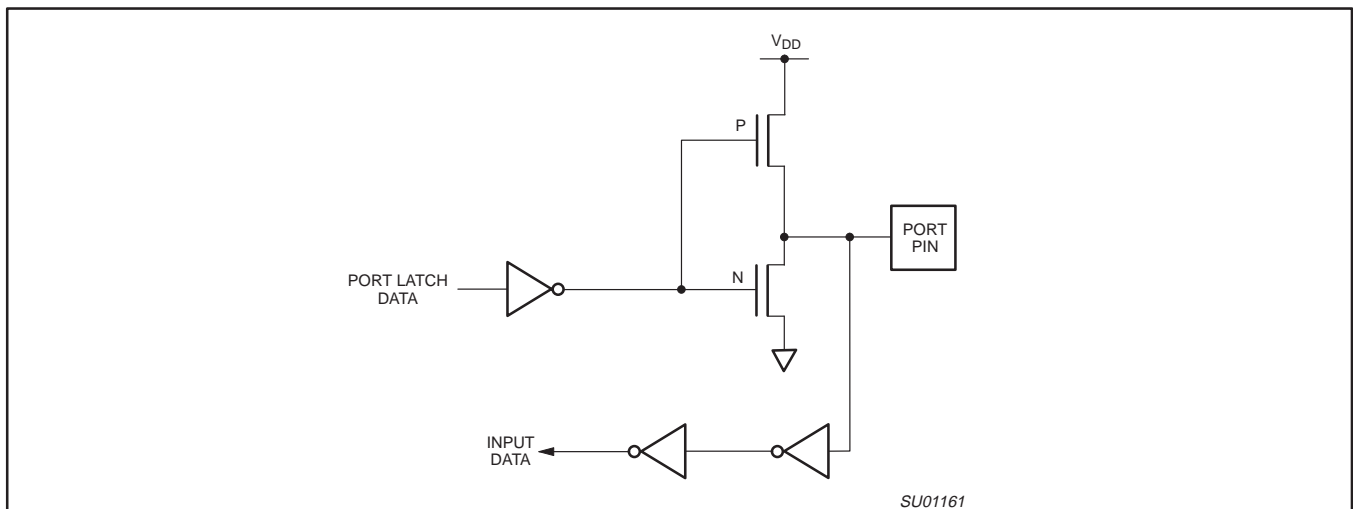 VDD
P
PORT
PIN
N
PORT LATCH
DATA
INPUT
DATA
SU01161